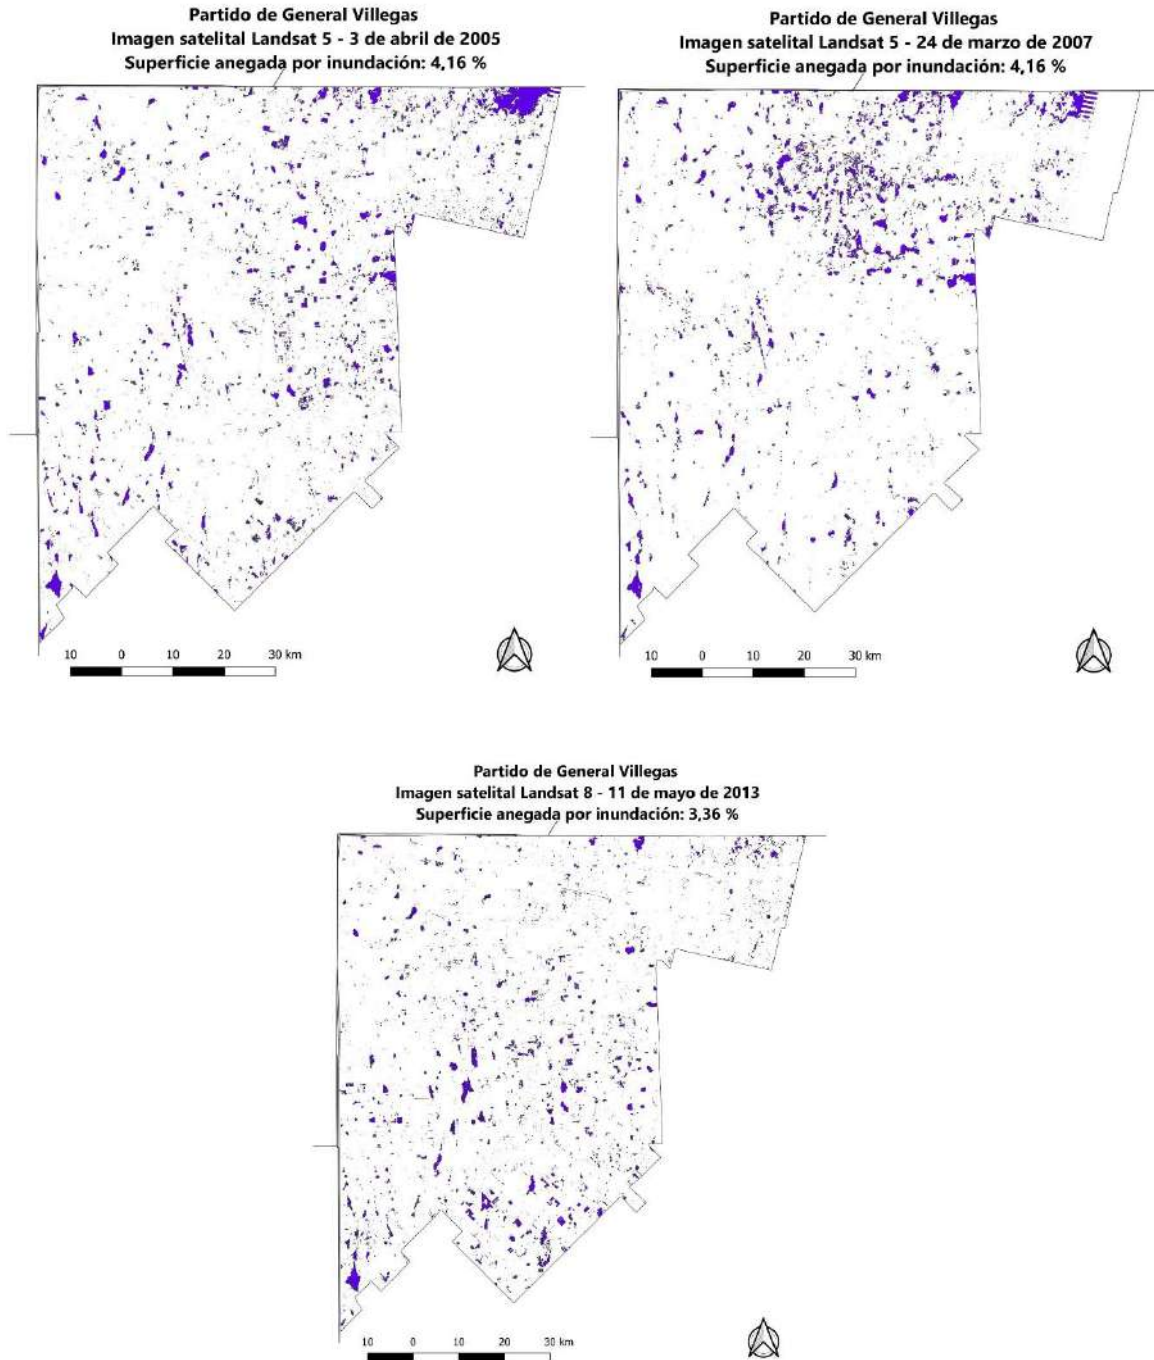 Partido de General Villegas
Imagen satelital Landsat 5 - 3 de abril de 2005
Superficie anegada por inundación: 4,16 %
10 0 10 20 30 km
Partido de General Villegas
Imagen satelital Landsat 5 - 24 de marzo de 2007
Superficie anegada por inundación: 4,16 %
10 0 10 20 30 km
Partido de General Villegas
Imagen satelital Landsat 8 - 11 de mayo de 2013
Superficie anegada por inundación: 3,36 %
10 0 10 20 30 km